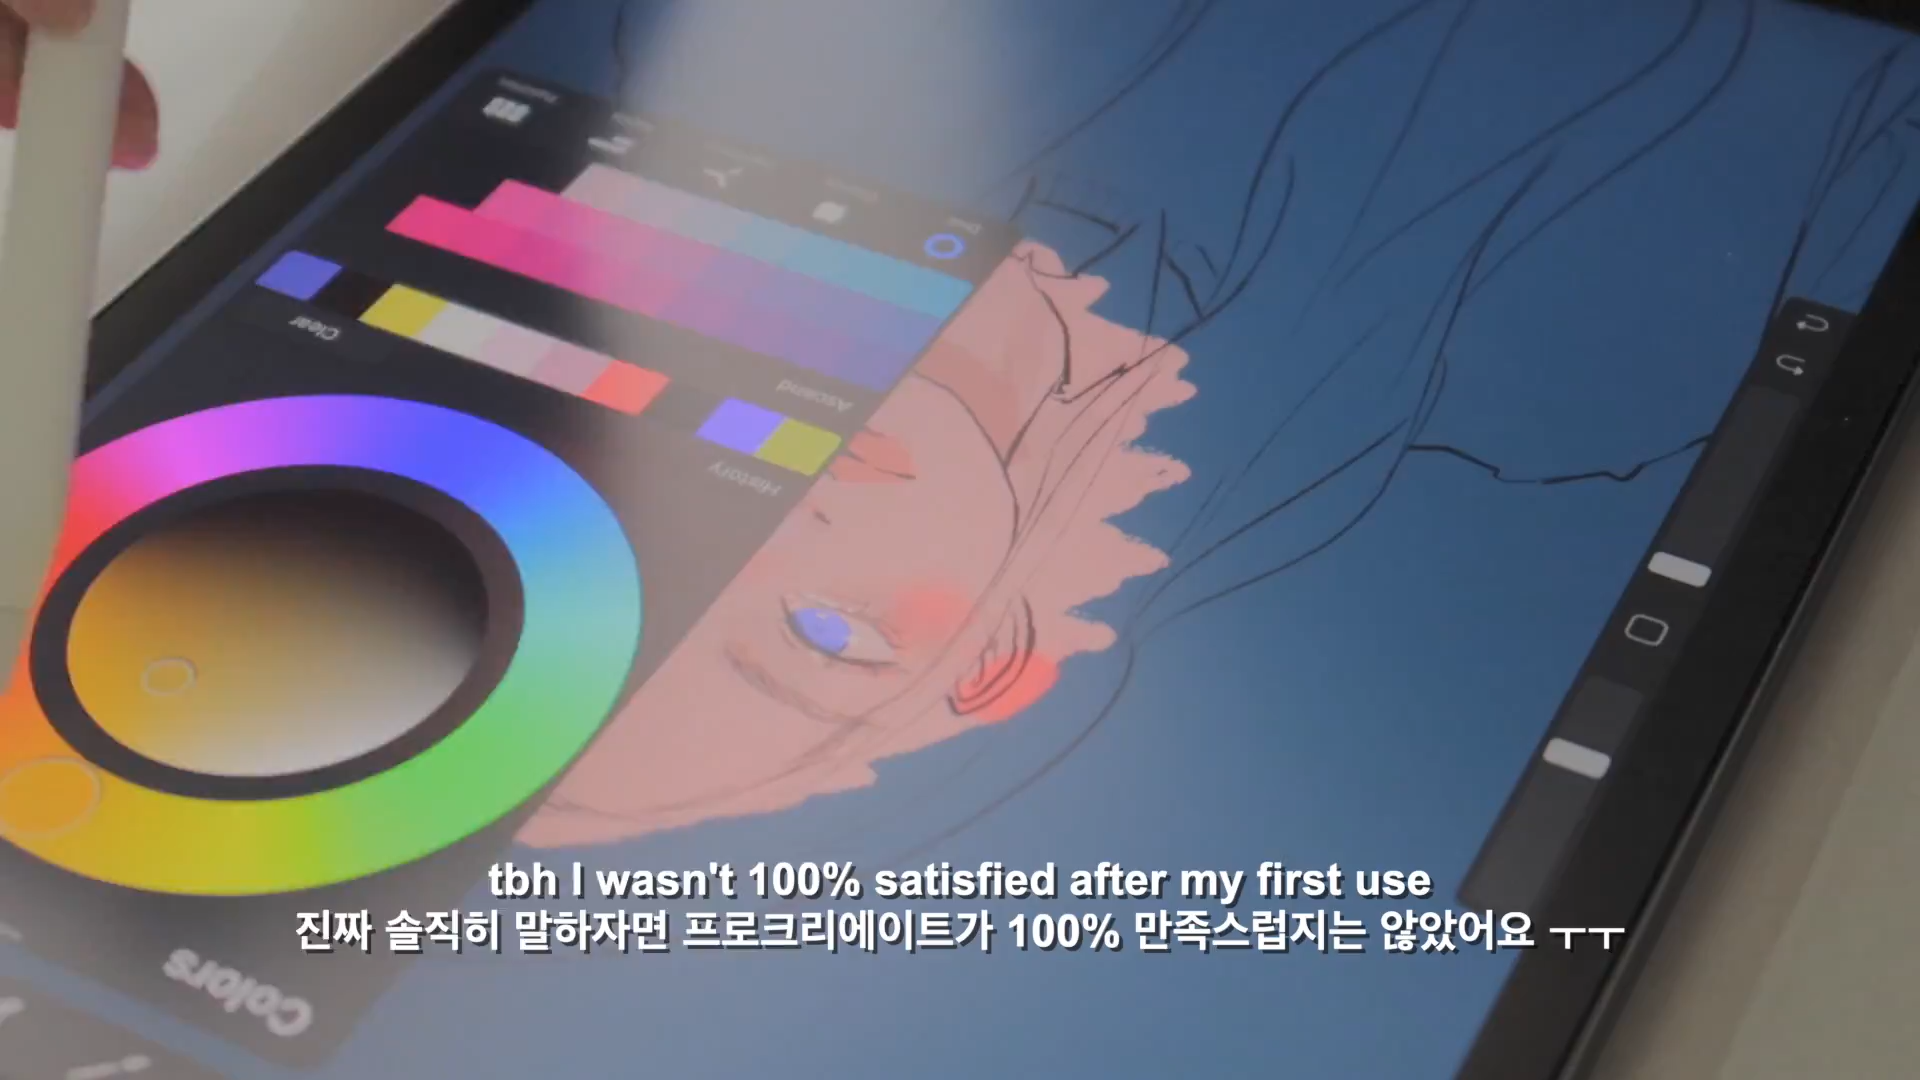 Clear
Ascend
History
Colors
tbh I wasn't 100% satisfied after my first use
진짜 솔직히 말하자면 프로크리에이트가 100% 만족스럽지는 않았어요 ㅜㅜ